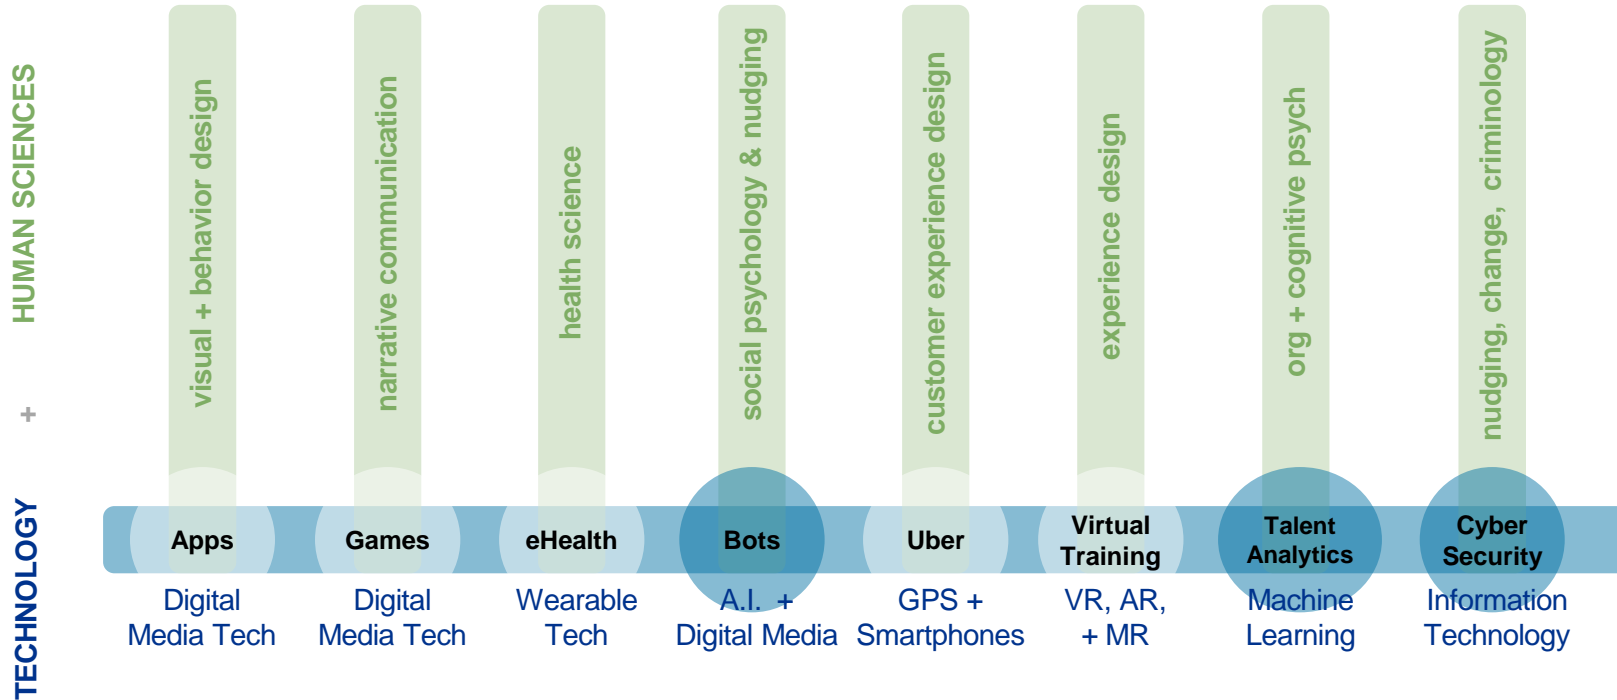 HUMAN SCIENCES
+
TECHNOLOGY
visual + behavior design
narrative communication
health science
social psychology & nudging
customer experience design
experience design
org + cognitive psych
nudging, change, criminology
Apps
Games
eHealth
Bots
Uber
Virtual
Training
Talent
Analytics
Cyber
Security
Digital
Media Tech
Digital
Media Tech
Wearable
Tech
A.I. +
Digital Media
GPS +
Smartphones
VR, AR,
+ MR
Machine
Learning
Information
Technology